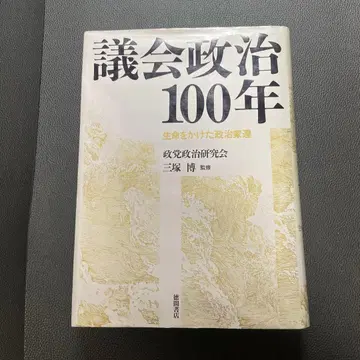 議会政治
100年
生命をかけた政治家達
政党政治研究会
三塚 博 監修
徳間書店